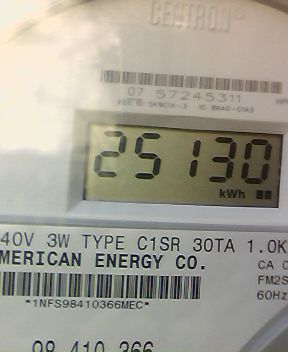 CENTRON®
07 57245311
25130
kWh
40V 3W TYPE C1SR 30TA 1.0K
MERICAN ENERGY CO.
CA 0
FM2S
60Hz
*1NFS98410366MEC*
98 410 366